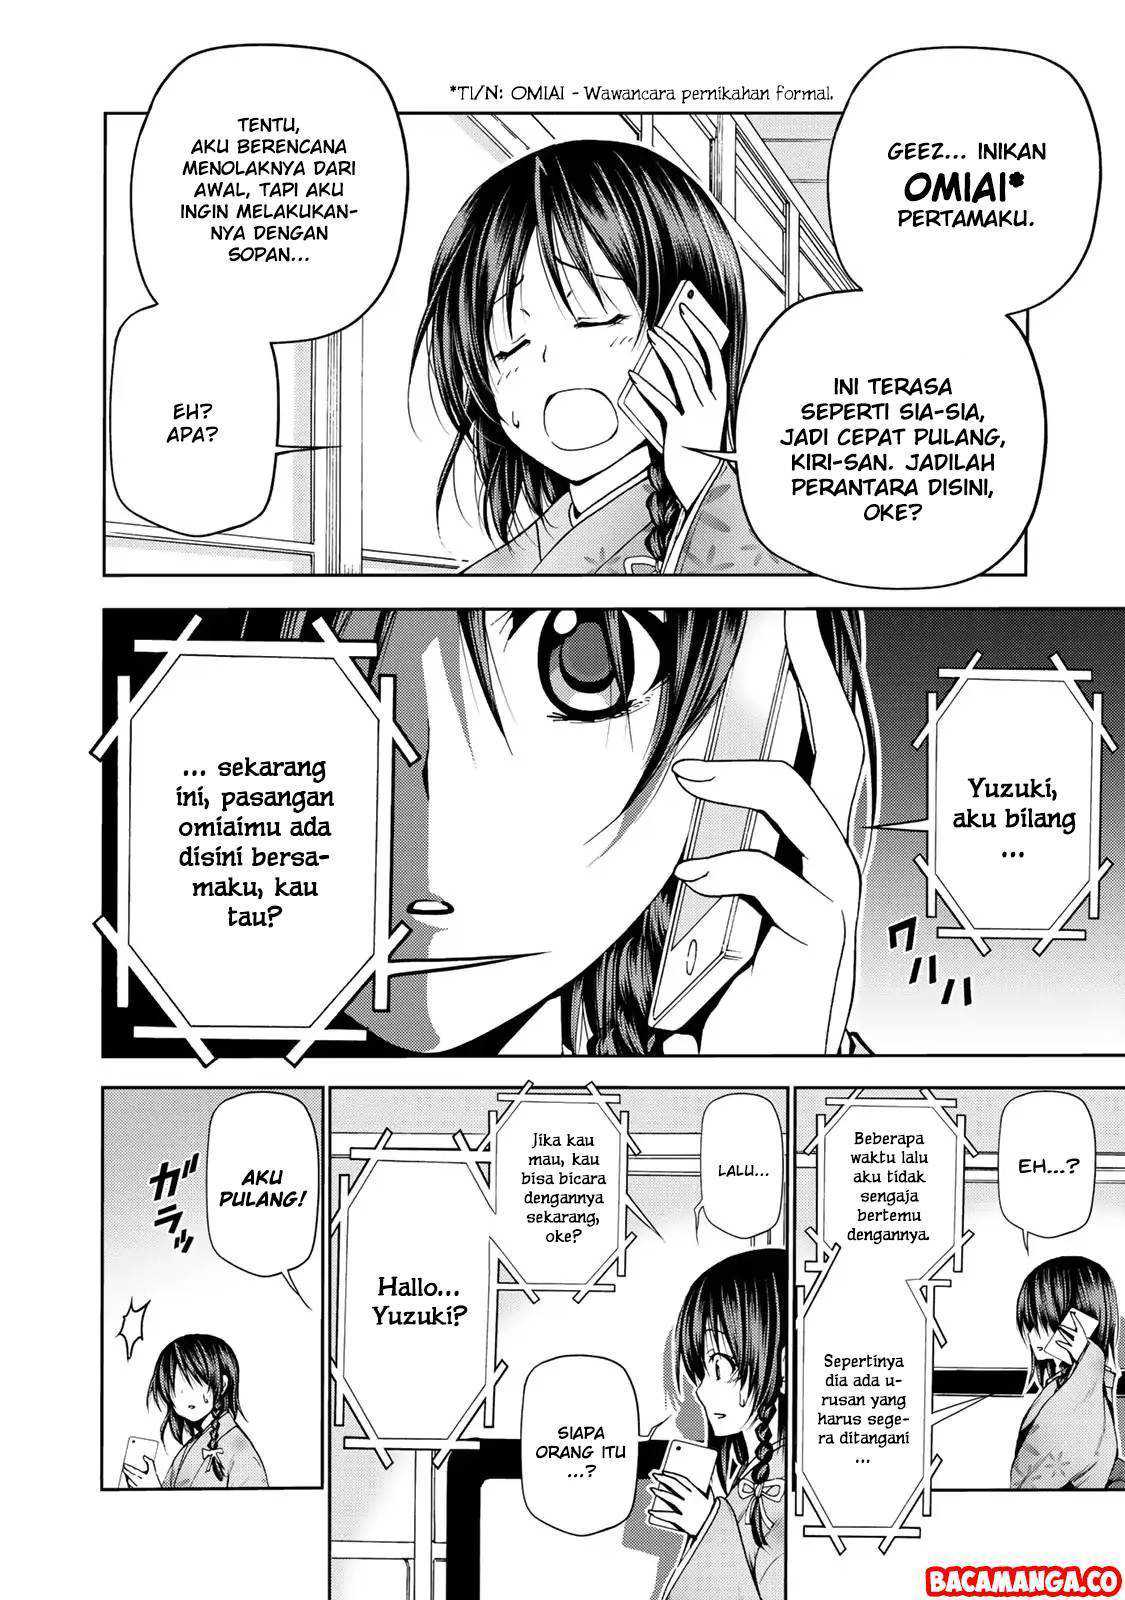 *T1/N: OMIAI - Wawancara pernikahan formal.
GEEZ... INIKAN
OMIAI*
PERTAMAKU.
INI TERASA
SEPERTI SIA-SIA,
JADI CEPAT PULANG,
KIRI-SAN. JADILAH
PERANTARA DISINI,
OKE?
TENTU,
AKU BERENCANA
MENOLAKNYA DARI
AWAL, TAPI AKU
INGIN MELAKUKAN-
NYA DENGAN
SOPAN...
EH?
APA?
Yuzuki,
aku bilang
...
ワハハ
... sekarang
ini, pasangan
omiaimu ada
disini bersa-
maku, kau
tau?
EH...?
Beberapa
waktu lalu
aku tidak
sengaja
bertemu
dengannya.
Sepertinya
dia ada u-
rusan yang
harus sege-
ra ditangani
...
LALU...
Jika kau
mau, kau
bisa bicara
dengannya
sekarang,
oke?
Hallo...
Yuzuki?
SIAPA
ORANG ITU
...?
AKU
PULANG!
ガラッ
BACAMANGA.CO